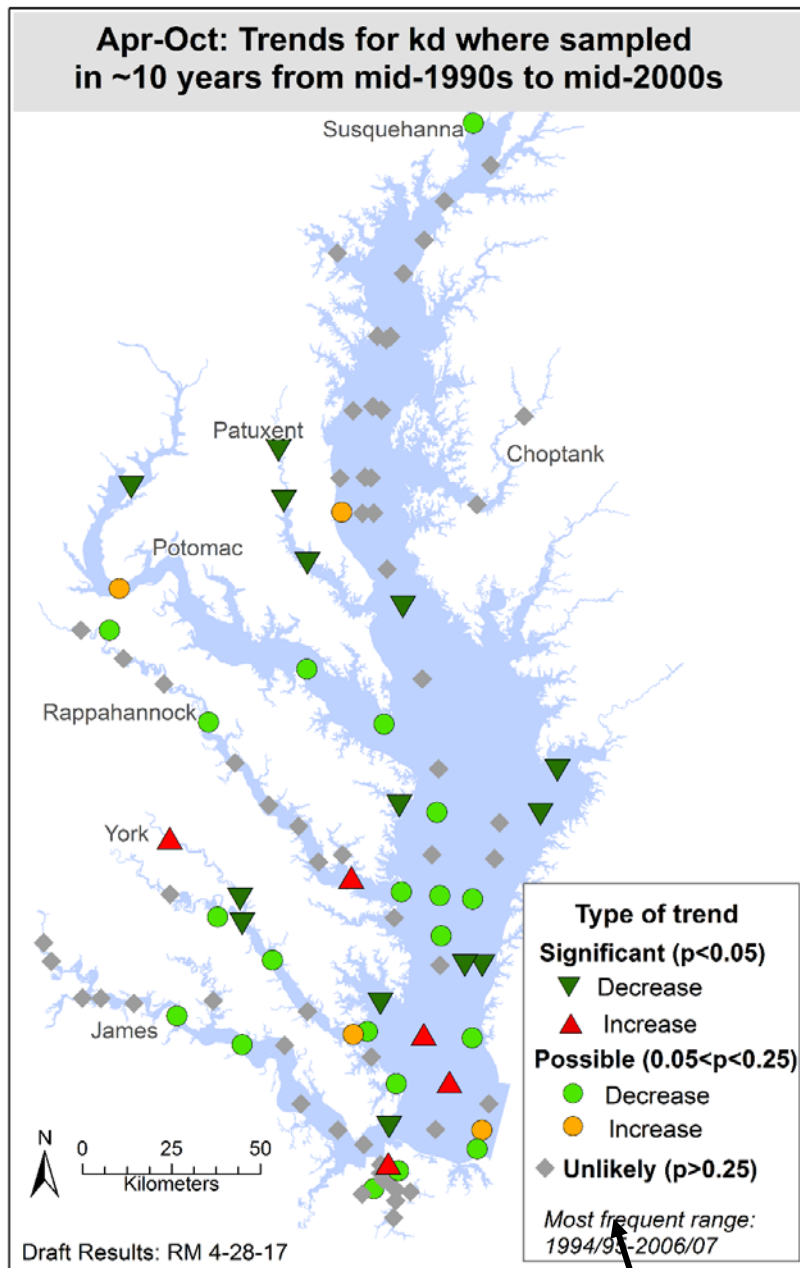 Apr-Oct: Trends for kd where sampled
in ~10 years from mid-1990s to mid-2000s
Susquehanna
Patuxent
Choptank
Potomac
Rappahannock
York
James
N
0 25 50
Kilometers
Draft Results: RM 4-28-17
Type of trend
Significant (p<0.05)
Decrease
Increase
Possible (0.05<p<0.25)
Decrease
Increase
Unlikely (p>0.25)
Most frequent range:
1994/95-2006/07